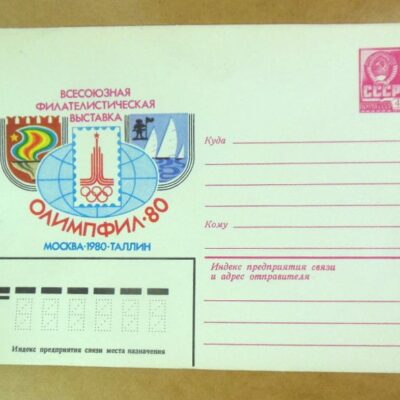 ВСЕСОЮЗНАЯ
ФИЛАТЕЛИСТИЧЕСКАЯ
ВЫСТАВКА
ОЛИМПФИЛ·80
МОСКВА·1980·ТАЛЛИН
СССР
Куда
Кому
Индекс предприятия связи
и адрес отправителя
Индекс предприятия связи места назначения